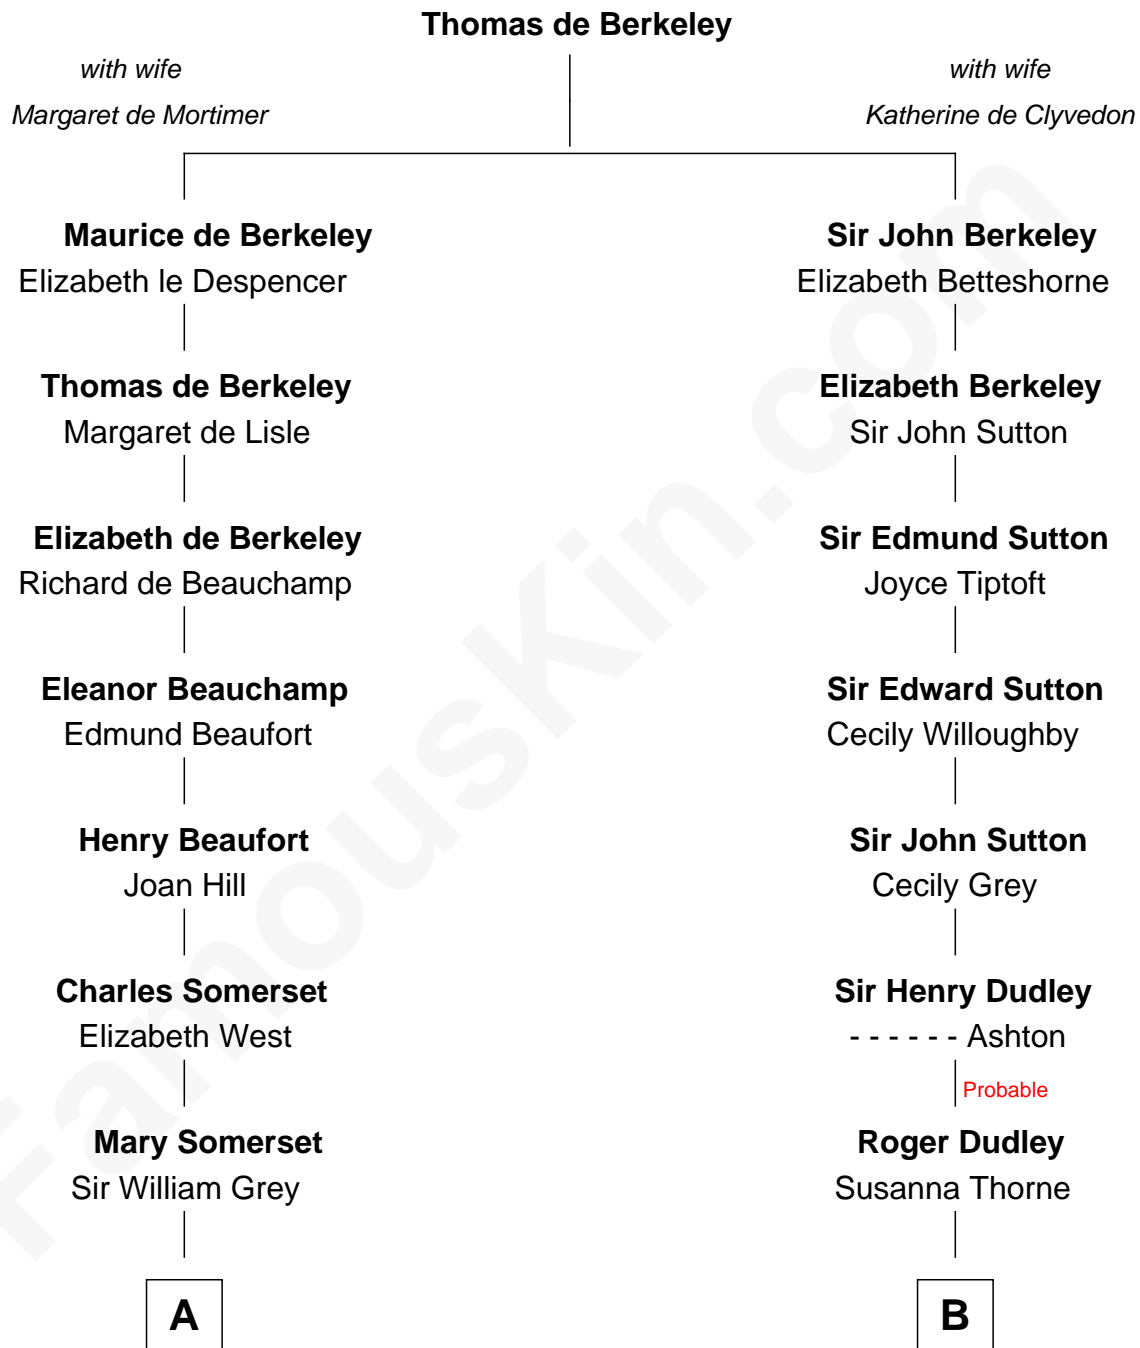 Thomas de Berkeley
with wife
Margaret de Mortimer
with wife
Katherine de Clyvedon
Maurice de Berkeley
Elizabeth le Despencer
Sir John Berkeley
Elizabeth Betteshorne
Thomas de Berkeley
Margaret de Lisle
Elizabeth Berkeley
Sir John Sutton
Elizabeth de Berkeley
Richard de Beauchamp
Sir Edmund Sutton
Joyce Tiptoft
Eleanor Beauchamp
Edmund Beaufort
Sir Edward Sutton
Cecily Willoughby
Henry Beaufort
Joan Hill
Sir John Sutton
Cecily Grey
Charles Somerset
Elizabeth West
Sir Henry Dudley
- - - - - - Ashton
Probable
Mary Somerset
Sir William Grey
Roger Dudley
Susanna Thorne
A
B
FamousKin.com